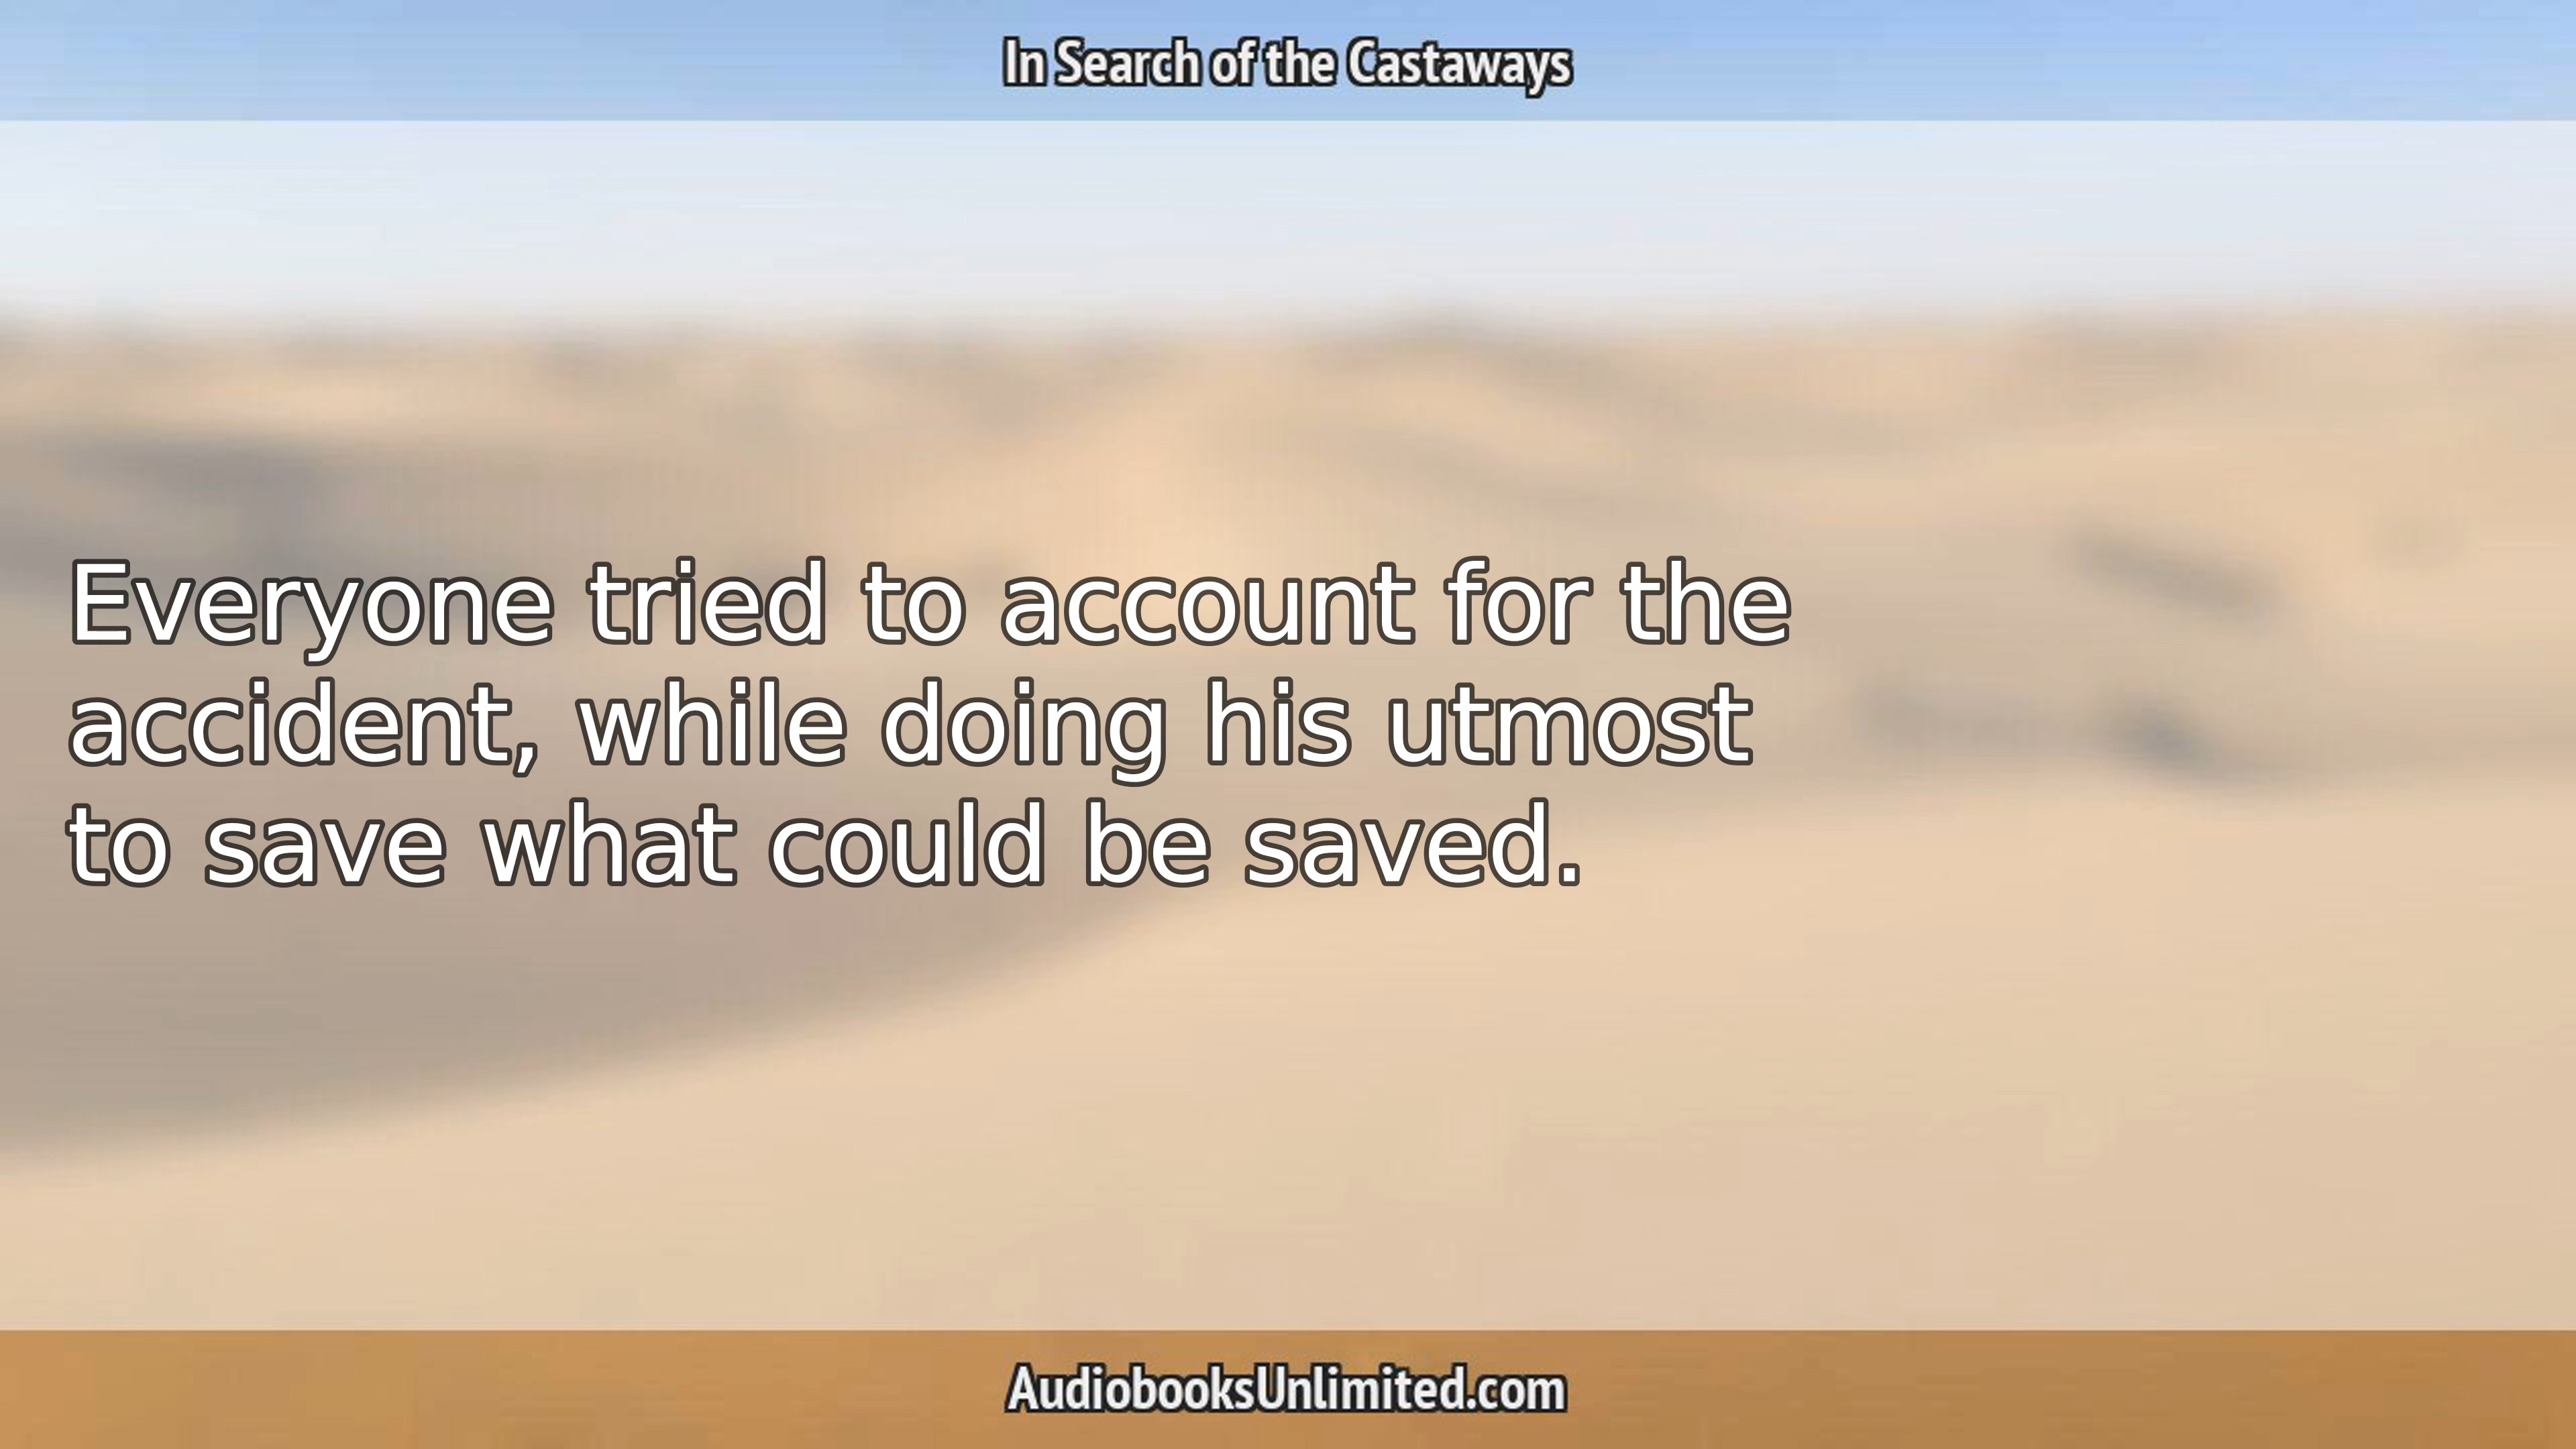 In Search of the Castaways
Everyone tried to account for the
accident, while doing his utmost
to save what could be saved.
AudiobooksUnlimited.com